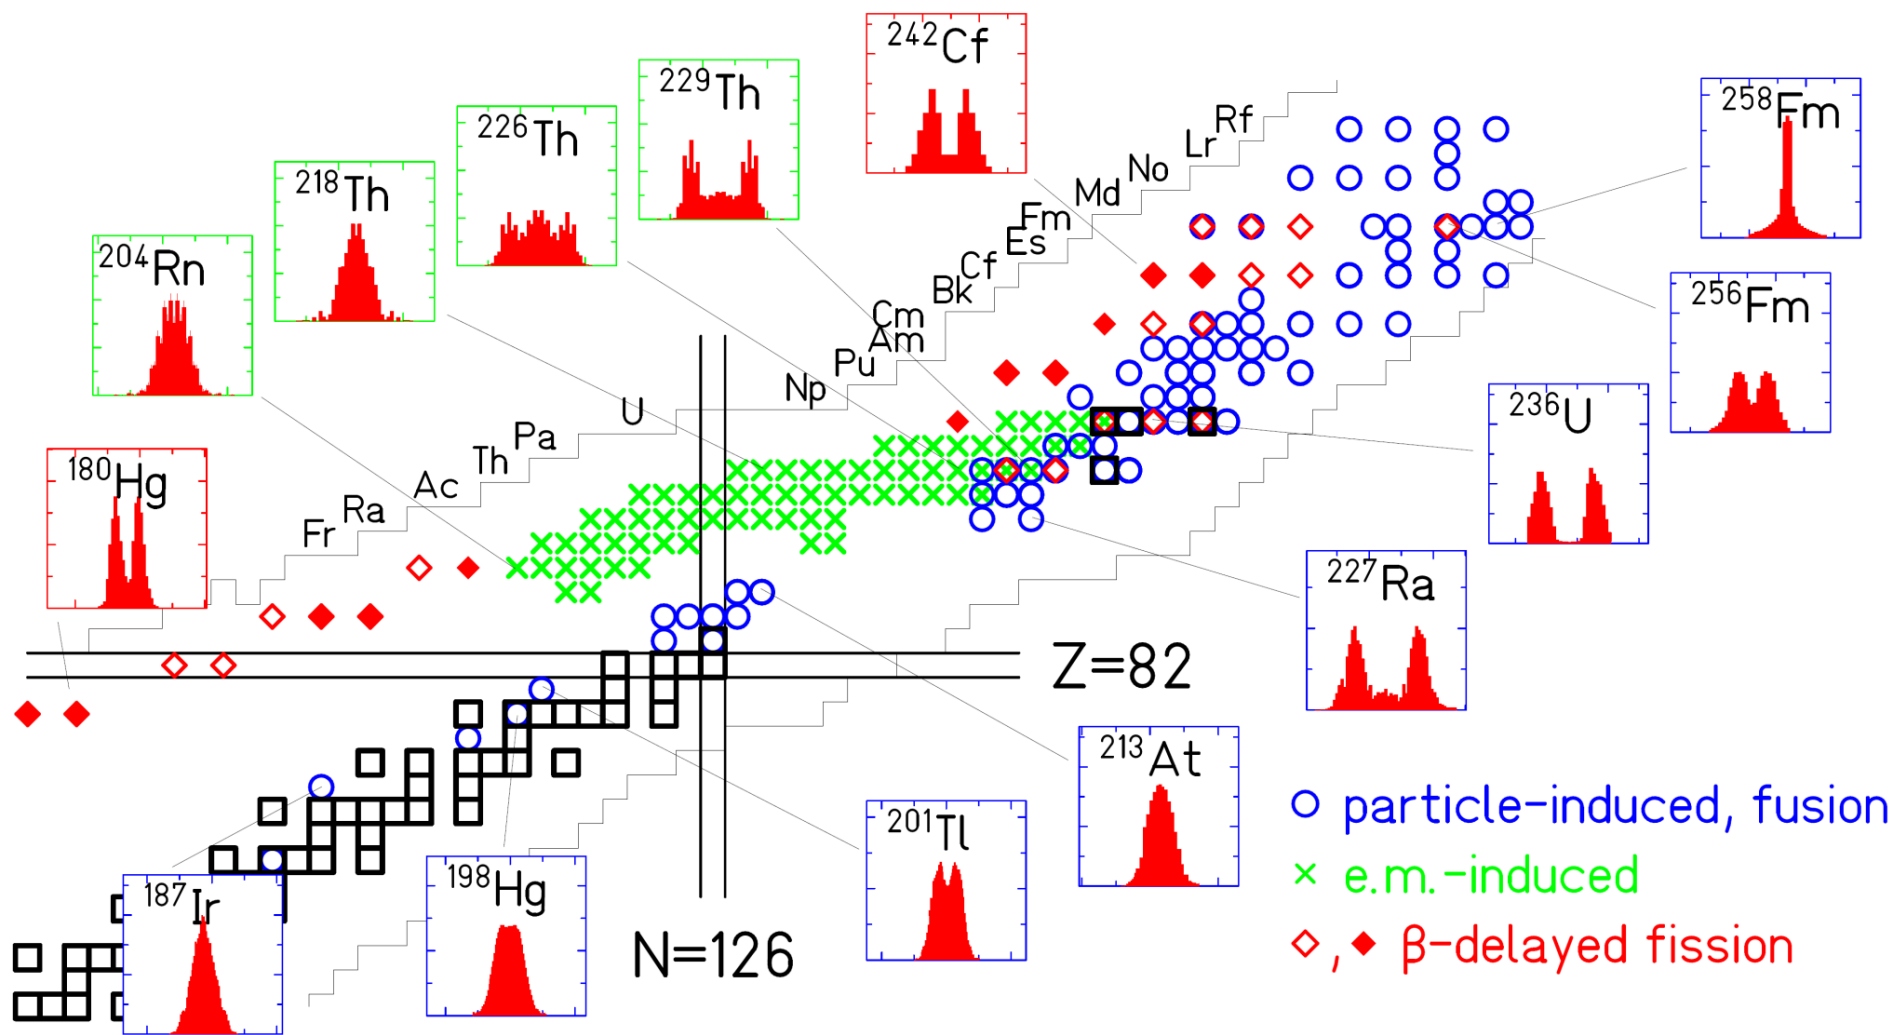 ²⁴²Cf
²²⁹Th
²²⁶Th
²¹⁸Th
²⁰⁴Rn
¹⁸⁰Hg
²⁵⁸Fm
²⁵⁶Fm
²³⁶U
²²⁷Ra
²¹³At
²⁰¹Tl
¹⁹⁸Hg
¹⁸⁷Ir
Rf
Lr
No
Md
Fm
Es
Cf
Bk
Cm
Am
Pu
Np
U
Pa
Th
Ac
Ra
Fr
Z=82
N=126
particle-induced, fusion
e.m.-induced
, β-delayed fission